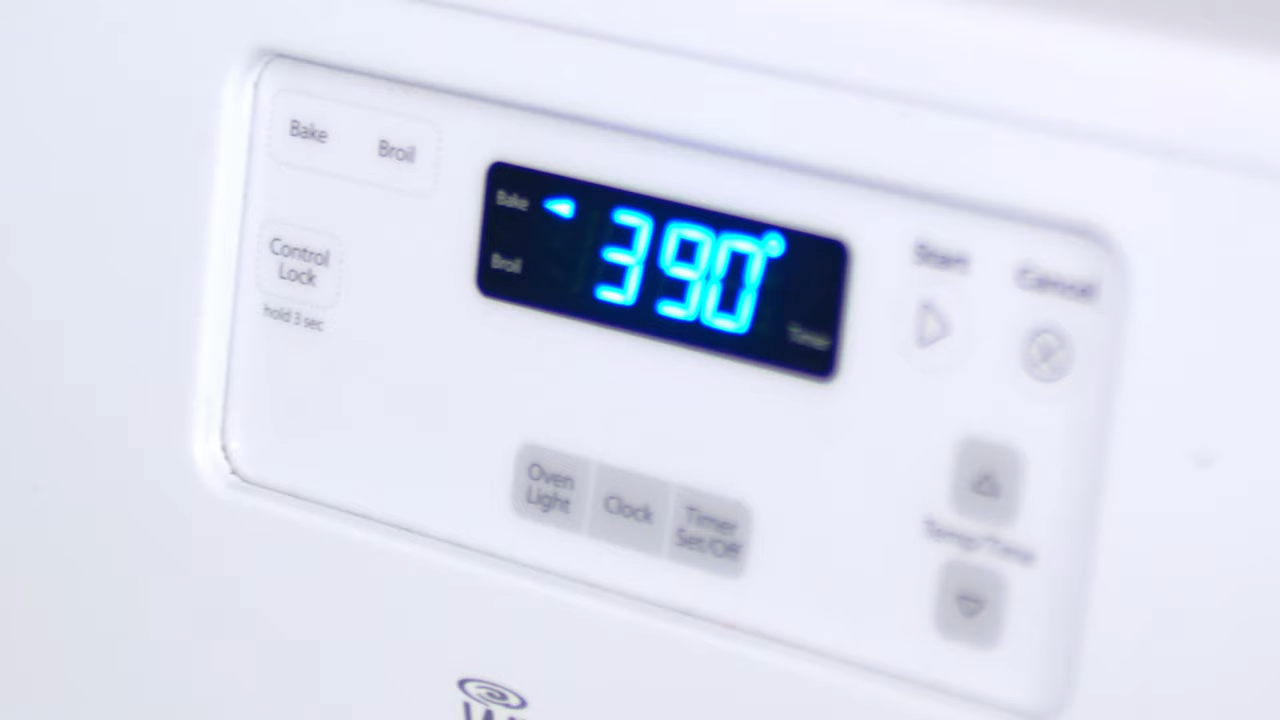 Bake Broil
Control
Lock
hold 3 sec
Bake
390°
Broil
Timer
Start Cancel
Oven
Light
Clock
Timer
Set/Off
Temp/Time